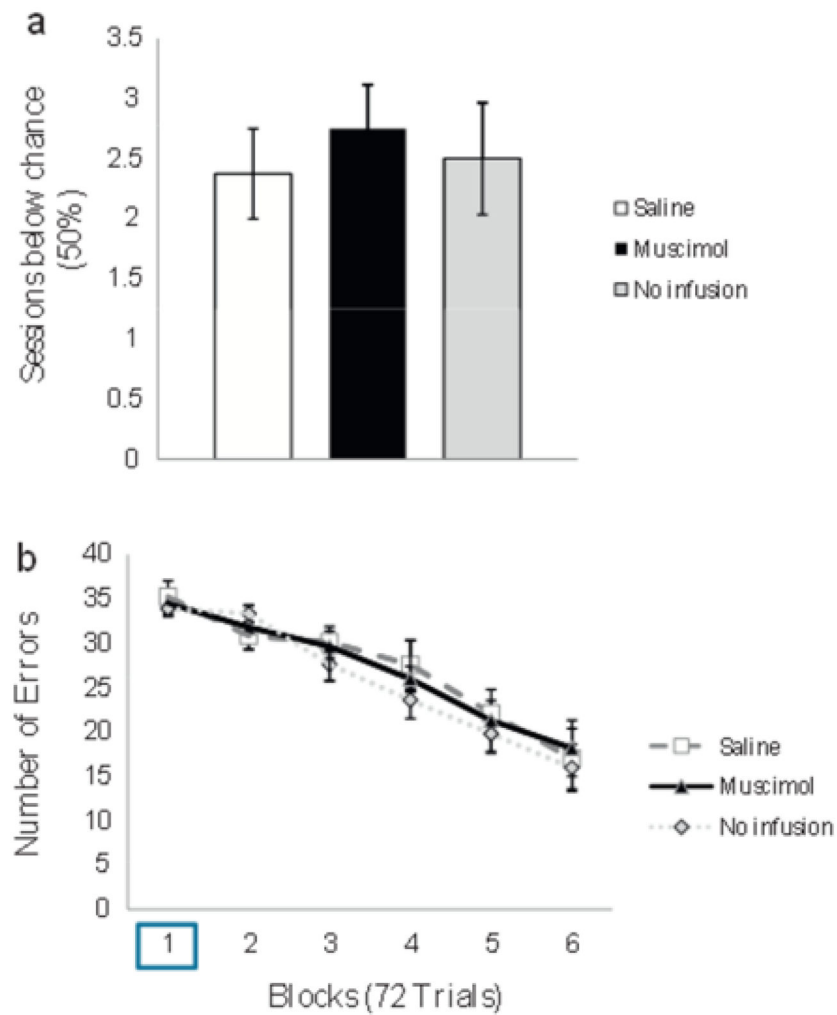 a
3.5
3
2.5
2
1.5
1
0.5
0
Sessions below chance
(50%)
Saline
Muscimol
No infusion
b
40
35
30
25
20
15
10
5
0
Number of Errors
Saline
Muscimol
No infusion
1 2 3 4 5 6
Blocks (72 Trials)